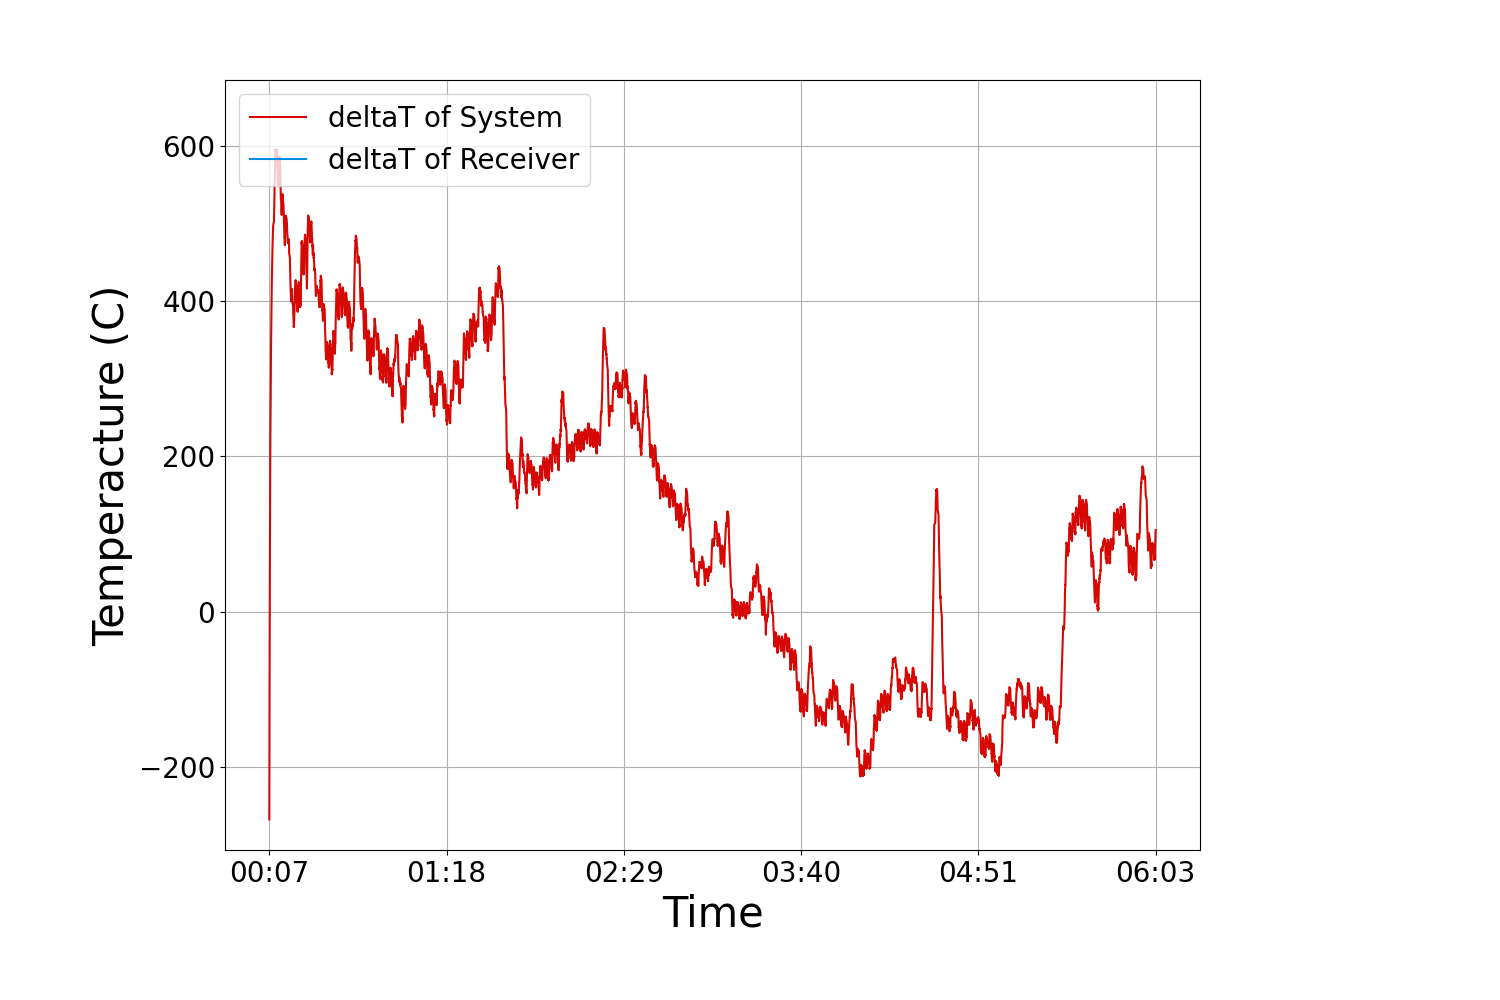 deltaT of System
deltaT of Receiver
600
400
200
0
−200
Temperacture (C)
00:07 01:18 02:29 03:40 04:51 06:03
Time